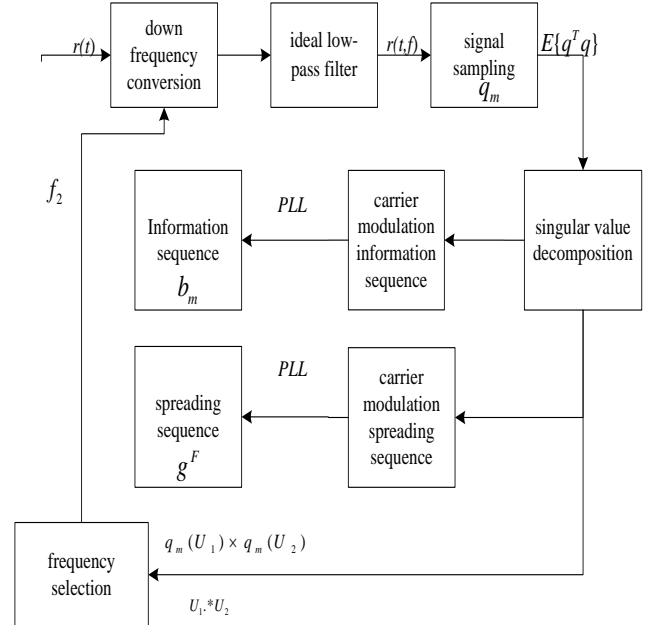 r(t)
down
frequency
conversion
ideal low-
pass filter
r(t,f)
signal
sampling
q_m
E{q^T q}
f_2
Information
sequence
b_m
PLL
carrier
modulation
information
sequence
singular value
decomposition
spreading
sequence
g^F
PLL
carrier
modulation
spreading
sequence
frequency
selection
q_m(U_1)×q_m(U_2)
U_1.*U_2